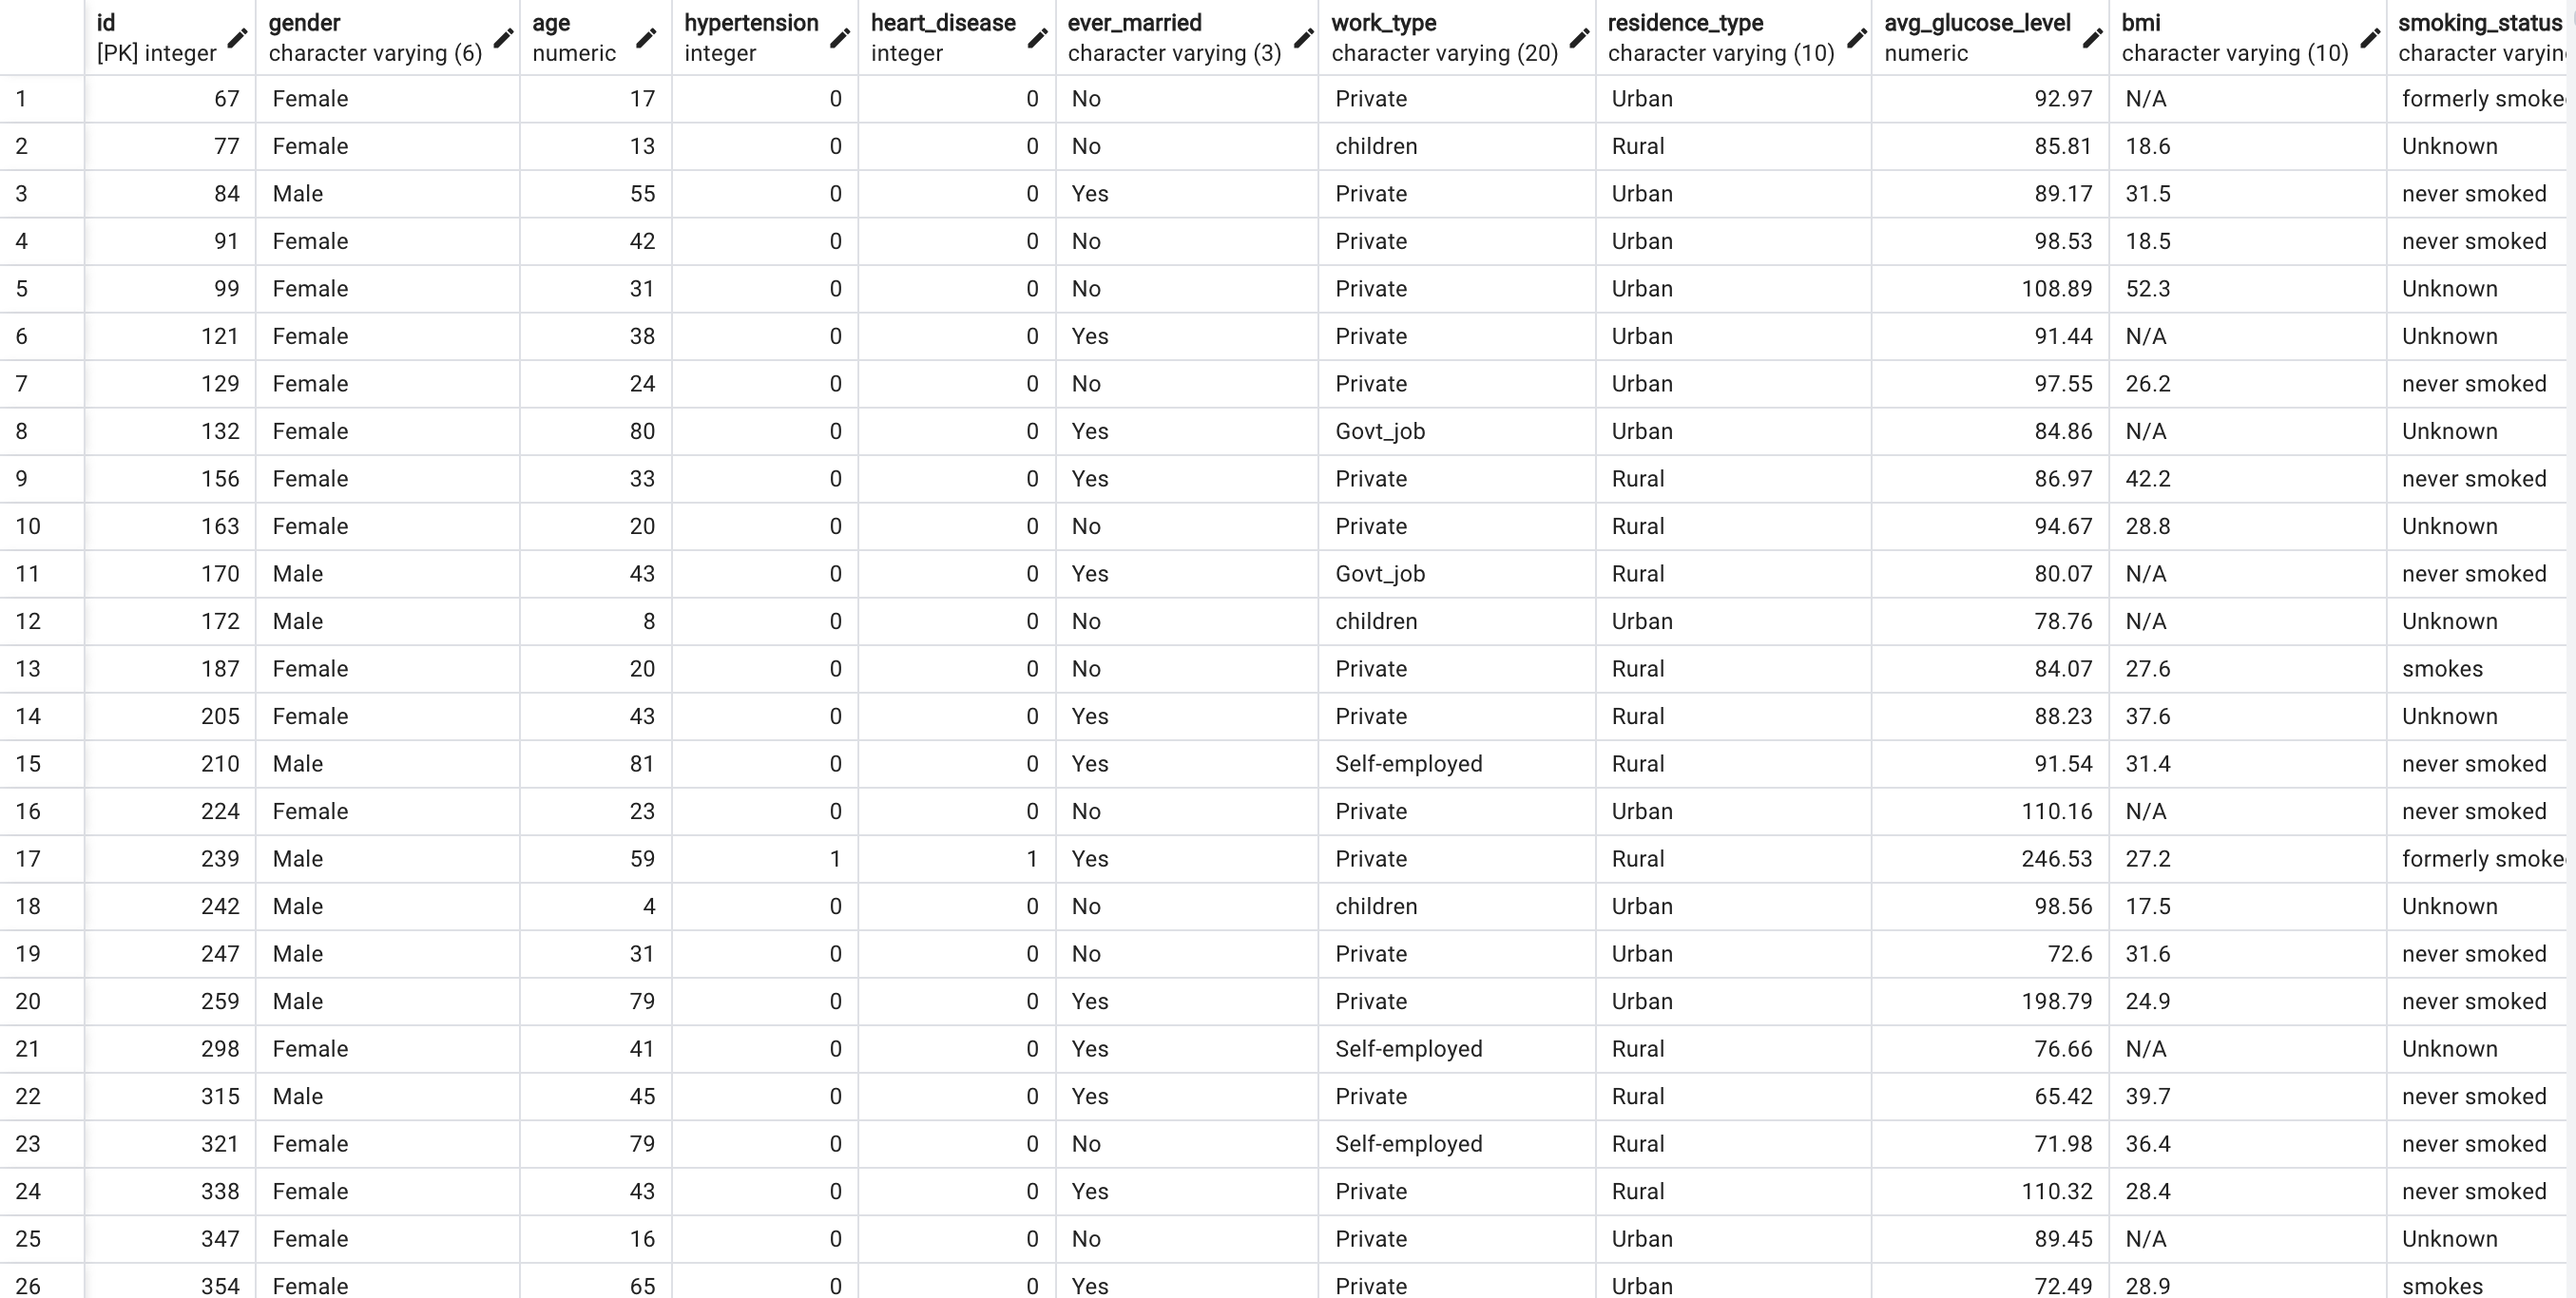 id gender age hypertension heart_disease ever_married work_type residence_type avg_glucose_level bmi smoking_status
[PK] integer character varying (6) numeric integer integer character varying (3) character varying (20) character varying (10) numeric character varying (10) character varyin
1 67 Female 17 0 0 No Private Urban 92.97 N/A formerly smoke
2 77 Female 13 0 0 No children Rural 85.81 18.6 Unknown
3 84 Male 55 0 0 Yes Private Urban 89.17 31.5 never smoked
4 91 Female 42 0 0 No Private Urban 98.53 18.5 never smoked
5 99 Female 31 0 0 No Private Urban 108.89 52.3 Unknown
6 121 Female 38 0 0 Yes Private Urban 91.44 N/A Unknown
7 129 Female 24 0 0 No Private Urban 97.55 26.2 never smoked
8 132 Female 80 0 0 Yes Govt_job Urban 84.86 N/A Unknown
9 156 Female 33 0 0 Yes Private Rural 86.97 42.2 never smoked
10 163 Female 20 0 0 No Private Rural 94.67 28.8 Unknown
11 170 Male 43 0 0 Yes Govt_job Rural 80.07 N/A never smoked
12 172 Male 8 0 0 No children Urban 78.76 N/A Unknown
13 187 Female 20 0 0 No Private Rural 84.07 27.6 smokes
14 205 Female 43 0 0 Yes Private Rural 88.23 37.6 Unknown
15 210 Male 81 0 0 Yes Self-employed Rural 91.54 31.4 never smoked
16 224 Female 23 0 0 No Private Urban 110.16 N/A never smoked
17 239 Male 59 1 1 Yes Private Rural 246.53 27.2 formerly smoke
18 242 Male 4 0 0 No children Urban 98.56 17.5 Unknown
19 247 Male 31 0 0 No Private Urban 72.6 31.6 never smoked
20 259 Male 79 0 0 Yes Private Urban 198.79 24.9 never smoked
21 298 Female 41 0 0 Yes Self-employed Rural 76.66 N/A Unknown
22 315 Male 45 0 0 Yes Private Rural 65.42 39.7 never smoked
23 321 Female 79 0 0 No Self-employed Rural 71.98 36.4 never smoked
24 338 Female 43 0 0 Yes Private Rural 110.32 28.4 never smoked
25 347 Female 16 0 0 No Private Urban 89.45 N/A Unknown
26 354 Female 65 0 0 Yes Private Urban 72.49 28.9 smokes